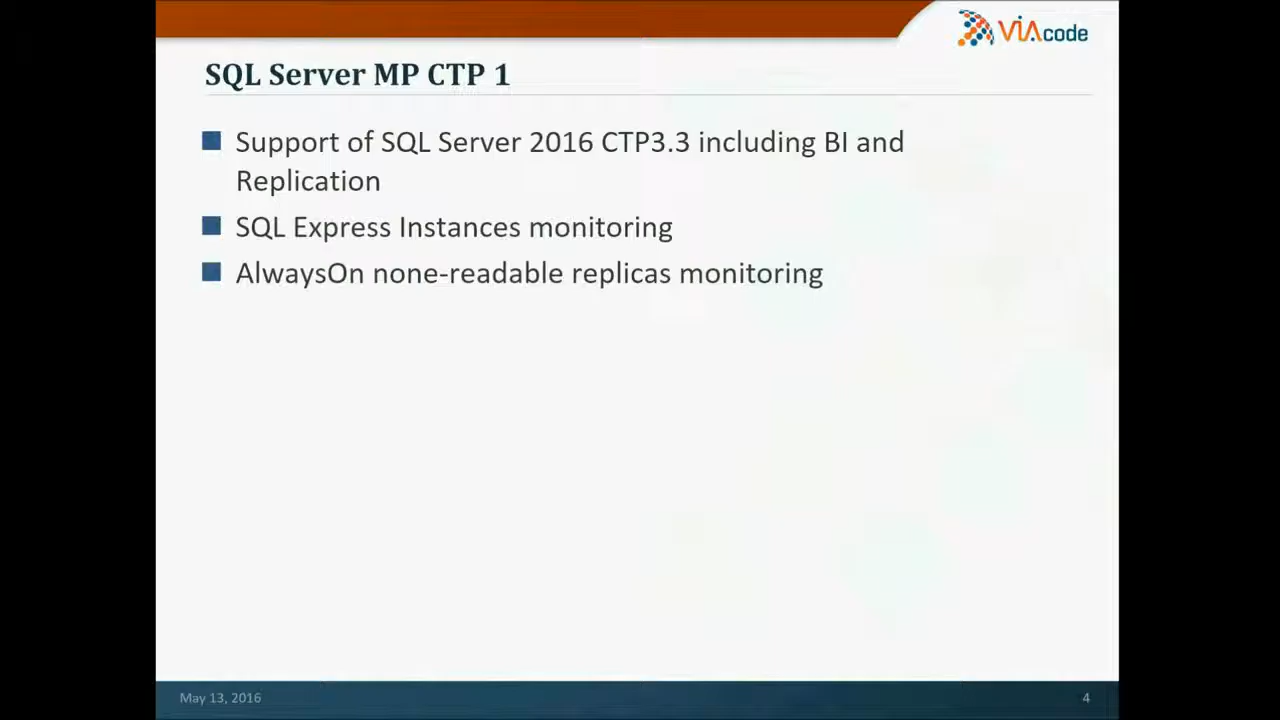 VIAcode
SQL Server MP CTP 1
Support of SQL Server 2016 CTP3.3 including BI and
Replication
SQL Express Instances monitoring
AlwaysOn none-readable replicas monitoring
May 13, 2016
4